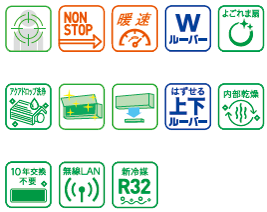 NON
STOP
暖速
W
ルーバー
よごれま扇
アクアドロップ洗浄
はずせる
上下
ルーバー
内部乾燥
10年交換
不要
無線LAN
新冷媒
R32